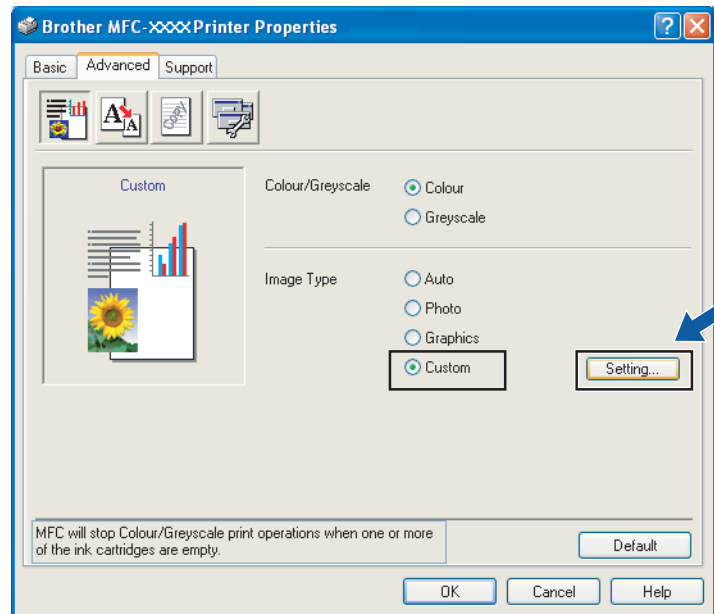 Brother MFC-XXXX Printer Properties
Basic
Advanced
Support
Custom
Colour/Greyscale
Colour
Greyscale
Image Type
Auto
Photo
Graphics
Custom
Setting...
MFC will stop Colour/Greyscale print operations when one or more
of the ink cartridges are empty.
Default
OK
Cancel
Help